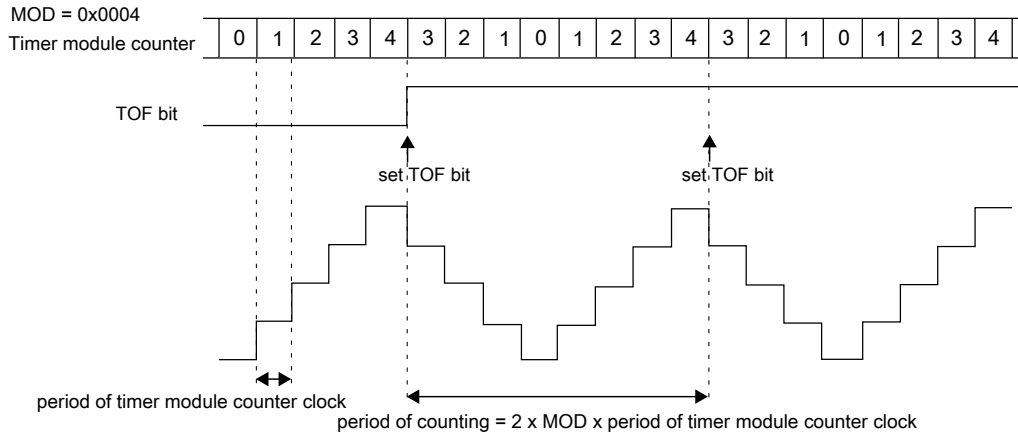 MOD = 0x0004
Timer module counter 0 1 2 3 4 3 2 1 0 1 2 3 4 3 2 1 0 1 2 3 4
TOF bit
set TOF bit set TOF bit
period of timer module counter clock
period of counting = 2 x MOD x period of timer module counter clock